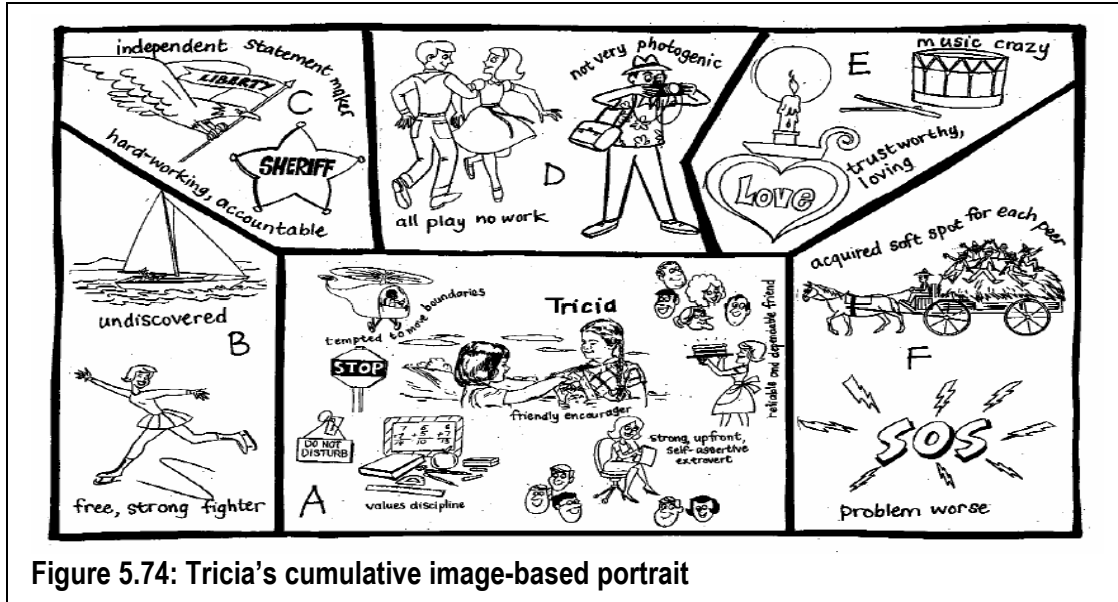 independent statement maker
LIBERTY
C
SHERIFF
hard-working, accountable
not very photogenic
D
all play no work
E
music crazy
trustworthy, loving
Love
undiscovered
B
free, strong fighter
tempted to move boundaries
STOP
DO NOT
DISTURB
A
values discipline
Tricia
friendly encourager
reliable and dependable friend
strong, upfront,
self-assertive
extrovert
acquired soft spot for each peer
F
SOS
problem worse
Figure 5.74: Tricia's cumulative image-based portrait